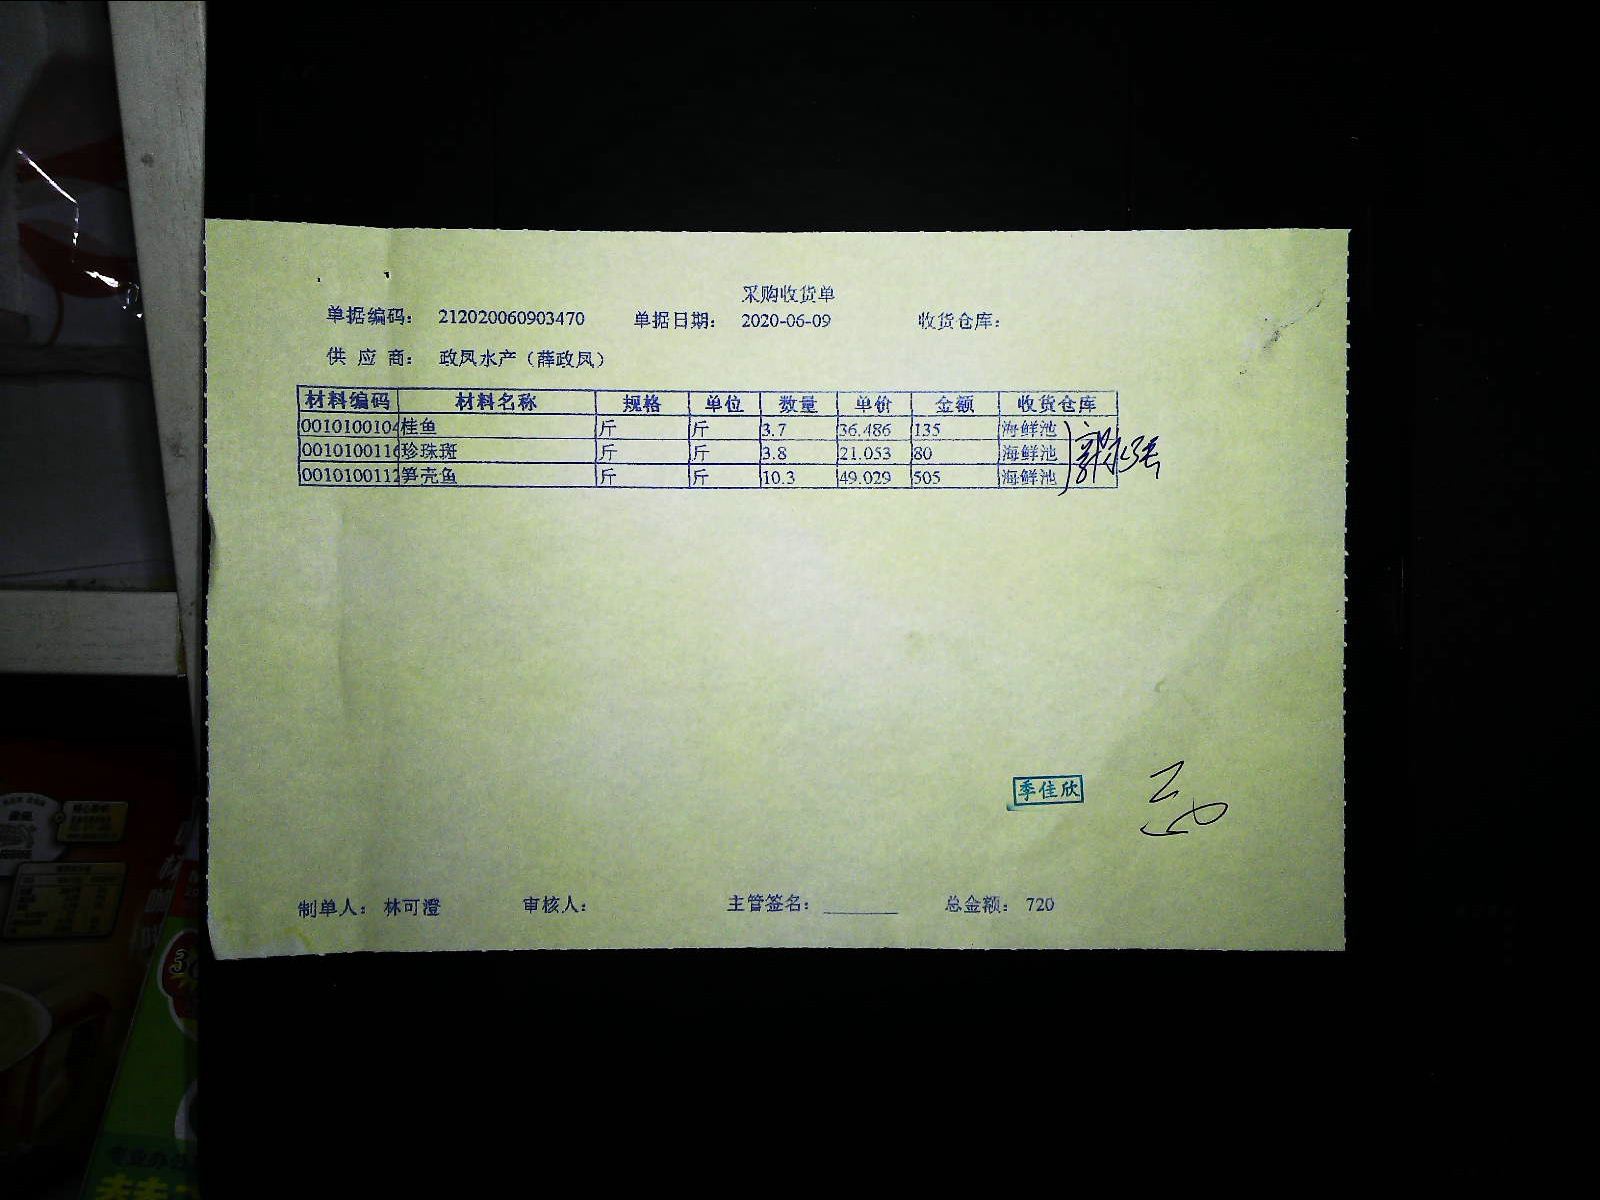 采购收货单
单据编码： 212020060903470 单据日期： 2020-06-09 收货仓库：
供 应 商： 政凤水产（薛政凤）
材料编码 材料名称 规格 单位 数量 单价 金额 收货仓库
0010100104 桂鱼 斤 斤 3.7 36.486 135 海鲜池
001010011 珍珠斑 斤 斤 3.8 21.053 80 海鲜池
0010100112 笋壳鱼 斤 斤 10.3 49.029 505 海鲜池
季佳欣
制单人： 林可澄 审核人： 主管签名： 总金额： 720